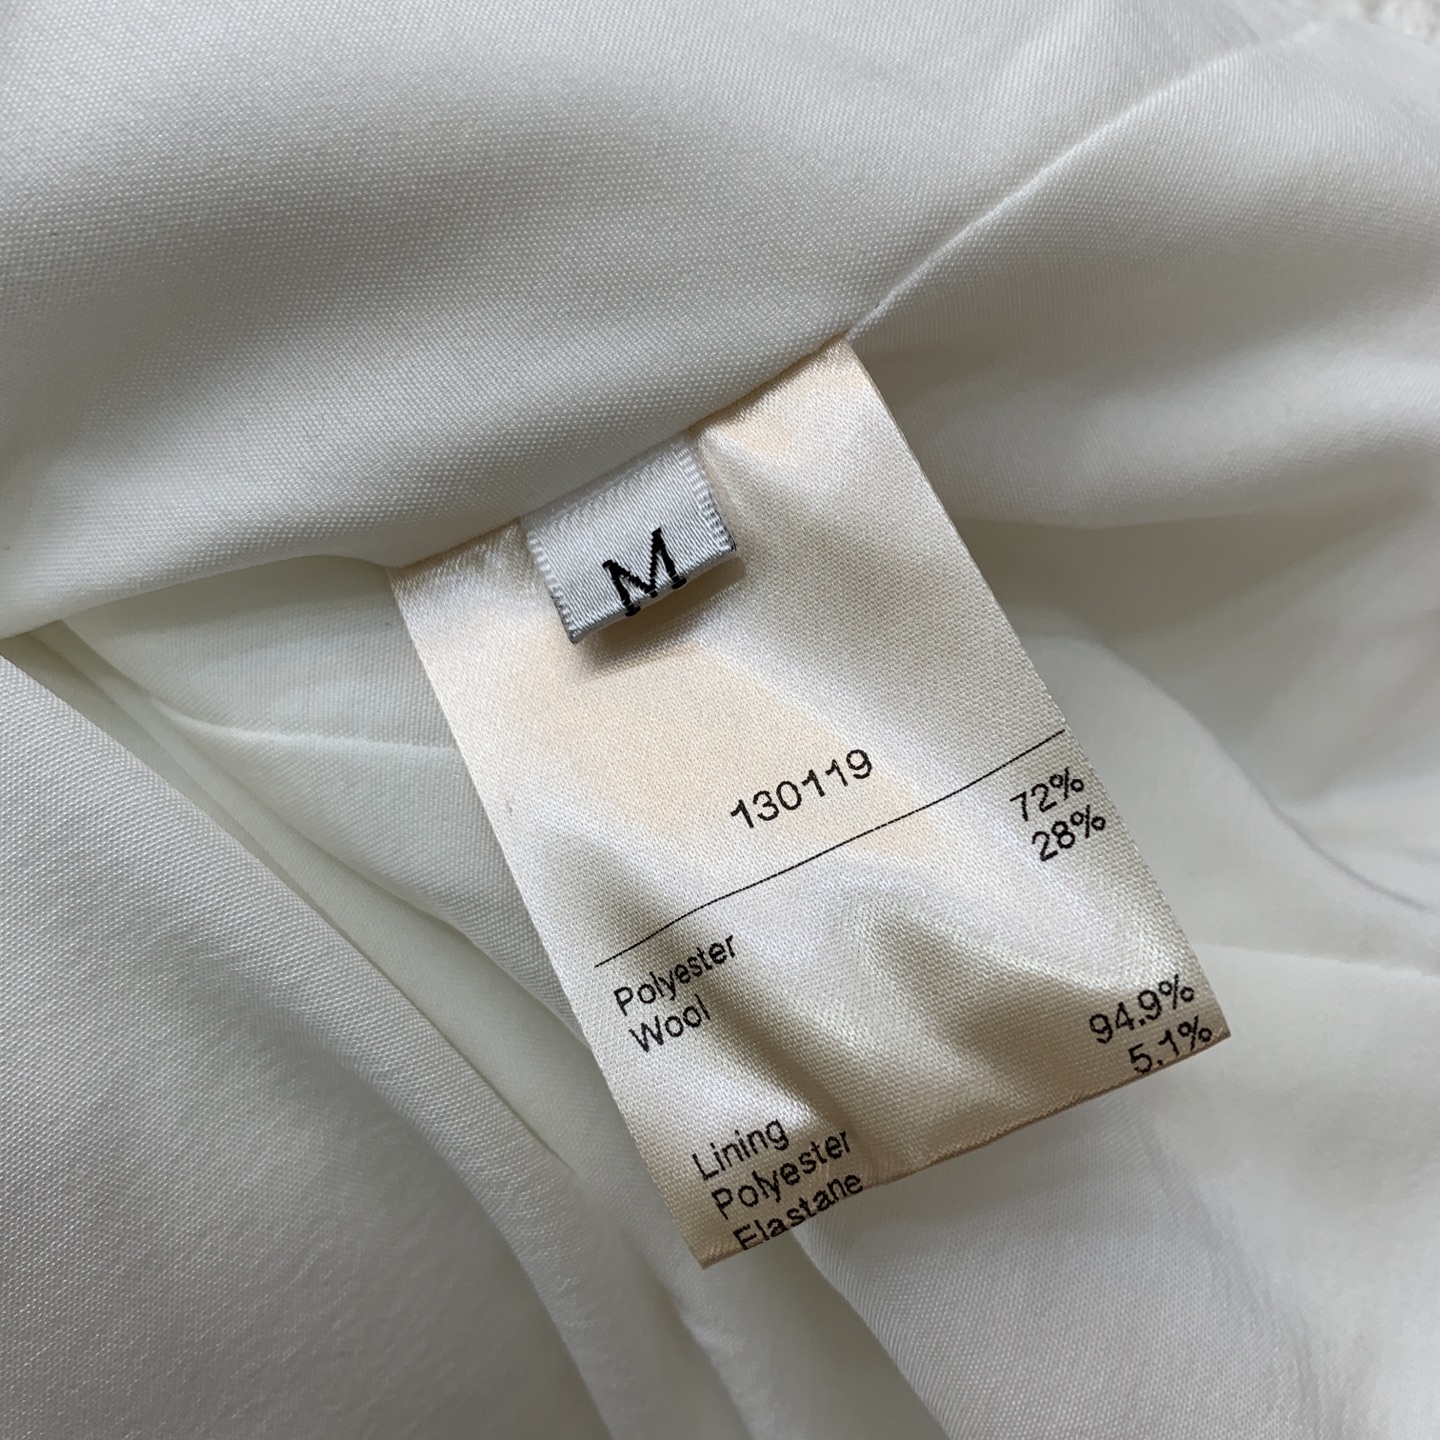 M
130119
Polyester 72%
Wool 28%
Lining
Polyester 94.9%
Elastane 5.1%